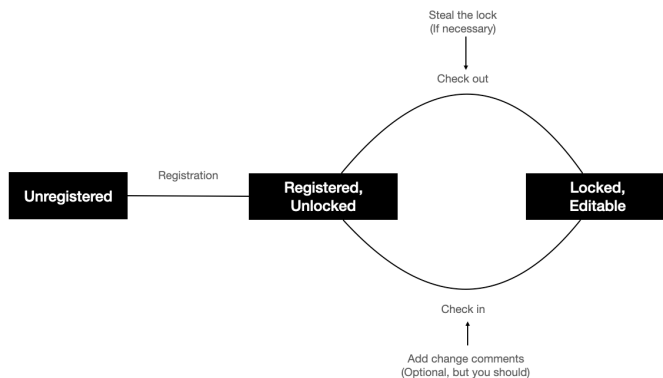 Steal the lock
(If necessary)
Check out
Registration
Unregistered
Registered,
Unlocked
Locked,
Editable
Check in
Add change comments
(Optional, but you should)